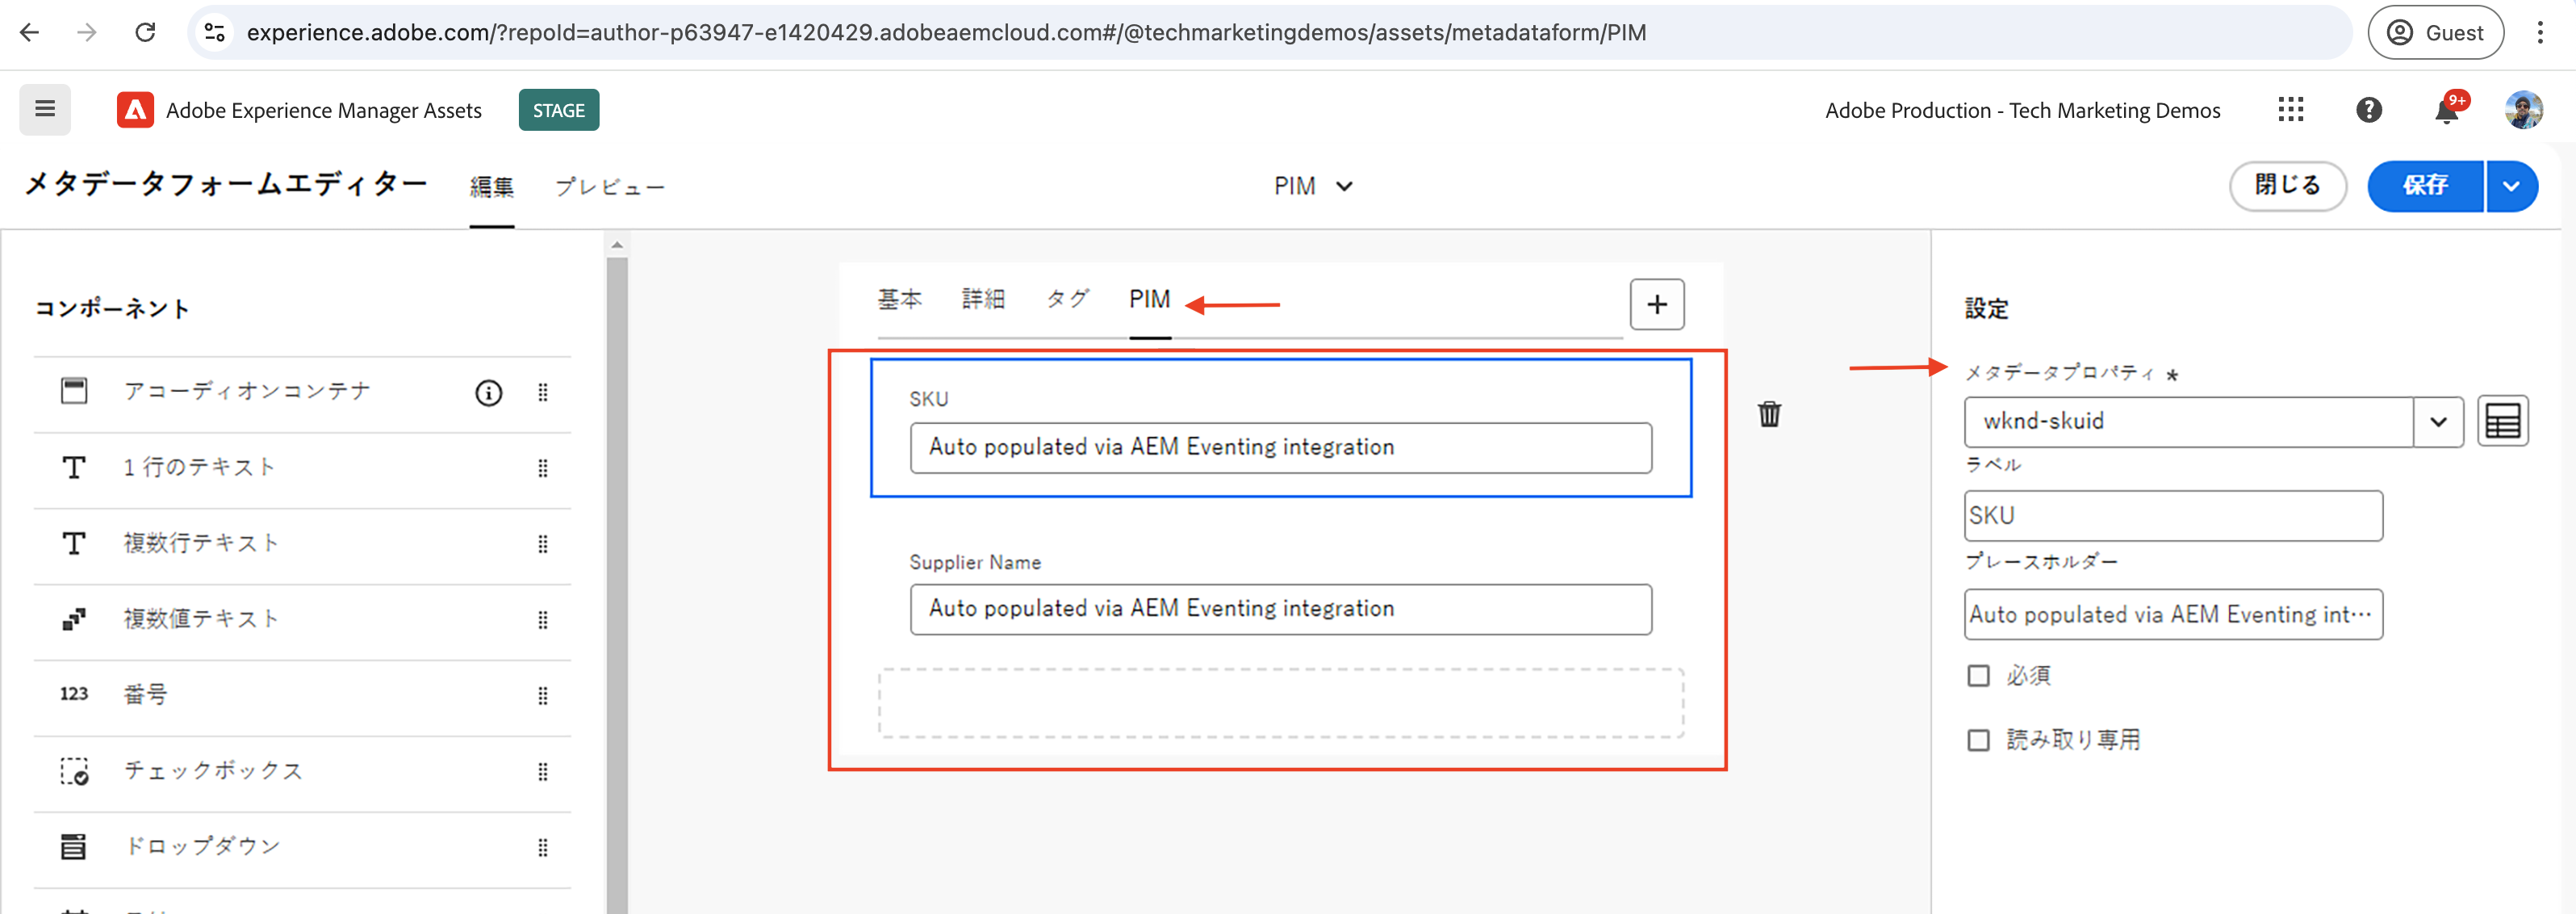 experience.adobe.com/?repoId=author-p63947-e1420429.adobeaemcloud.com#/@techmarketingdemos/assets/metadataform/PIM
Guest
Adobe Experience Manager Assets
STAGE
Adobe Production - Tech Marketing Demos
9+
メタデータフォームエディター
編集
プレビュー
PIM
閉じる
保存
コンポーネント
アコーディオンコンテナ
1 行のテキスト
複数行テキスト
複数値テキスト
123 番号
チェックボックス
ドロップダウン
基本 詳細 タグ PIM
SKU
Auto populated via AEM Eventing integration
Supplier Name
Auto populated via AEM Eventing integration
設定
メタデータプロパティ *
wknd-skuid
ラベル
SKU
プレースホルダー
Auto populated via AEM Eventing int…
必須
読み取り専用